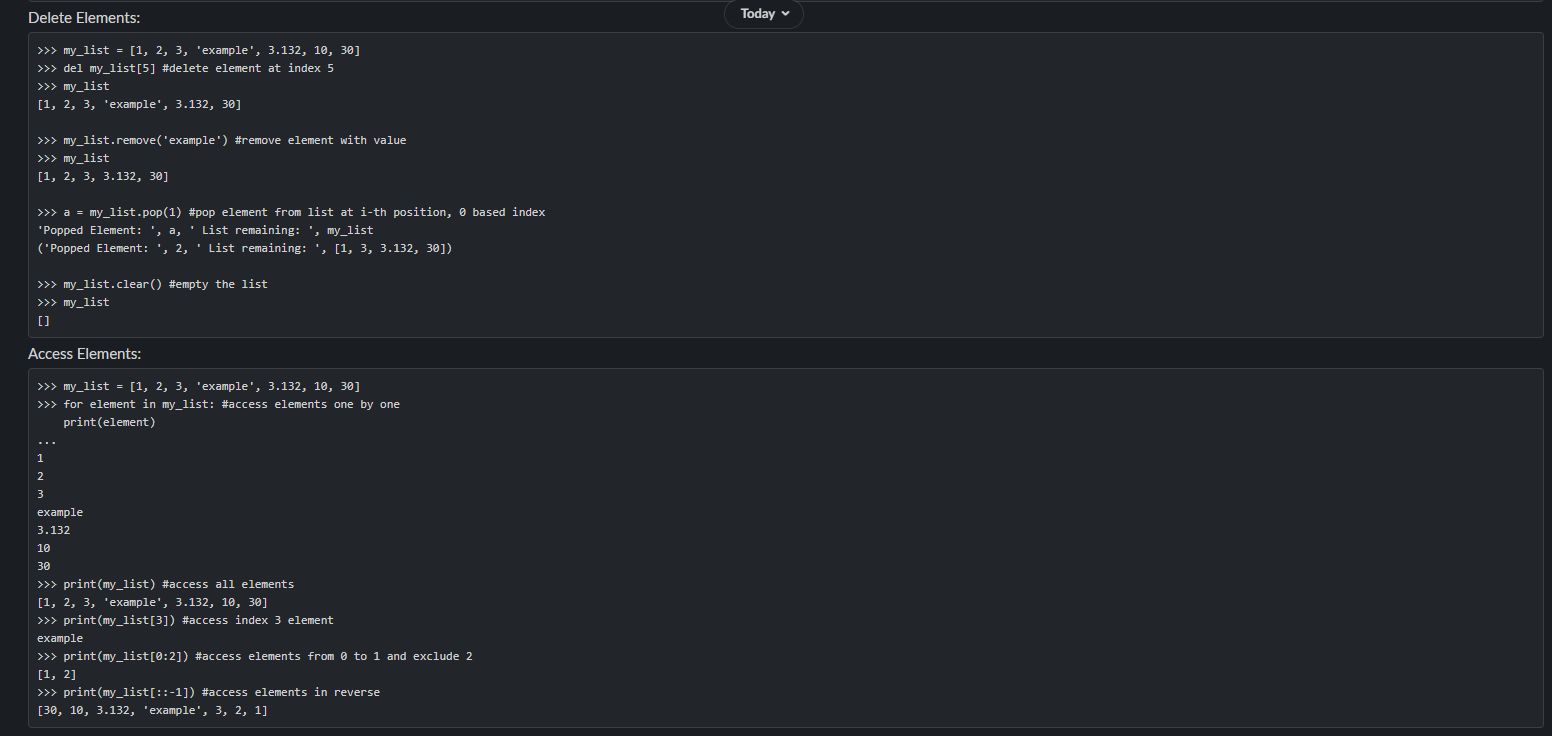 Today
Delete Elements:
>>> my_list = [1, 2, 3, 'example', 3.132, 10, 30]
>>> del my_list[5] #delete element at index 5
>>> my_list
[1, 2, 3, 'example', 3.132, 30]
>>> my_list.remove('example') #remove element with value
>>> my_list
[1, 2, 3, 3.132, 30]
>>> a = my_list.pop(1) #pop element from list at i-th position, 0 based index
'Popped Element: ', a, ' List remaining: ', my_list
('Popped Element: ', 2, ' List remaining: ', [1, 3, 3.132, 30])
>>> my_list.clear() #empty the list
>>> my_list
[]
Access Elements:
>>> my_list = [1, 2, 3, 'example', 3.132, 10, 30]
>>> for element in my_list: #access elements one by one
    print(element)
...
1
2
3
example
3.132
10
30
>>> print(my_list) #access all elements
[1, 2, 3, 'example', 3.132, 10, 30]
>>> print(my_list[3]) #access index 3 element
example
>>> print(my_list[0:2]) #access elements from 0 to 1 and exclude 2
[1, 2]
>>> print(my_list[::-1]) #access elements in reverse
[30, 10, 3.132, 'example', 3, 2, 1]